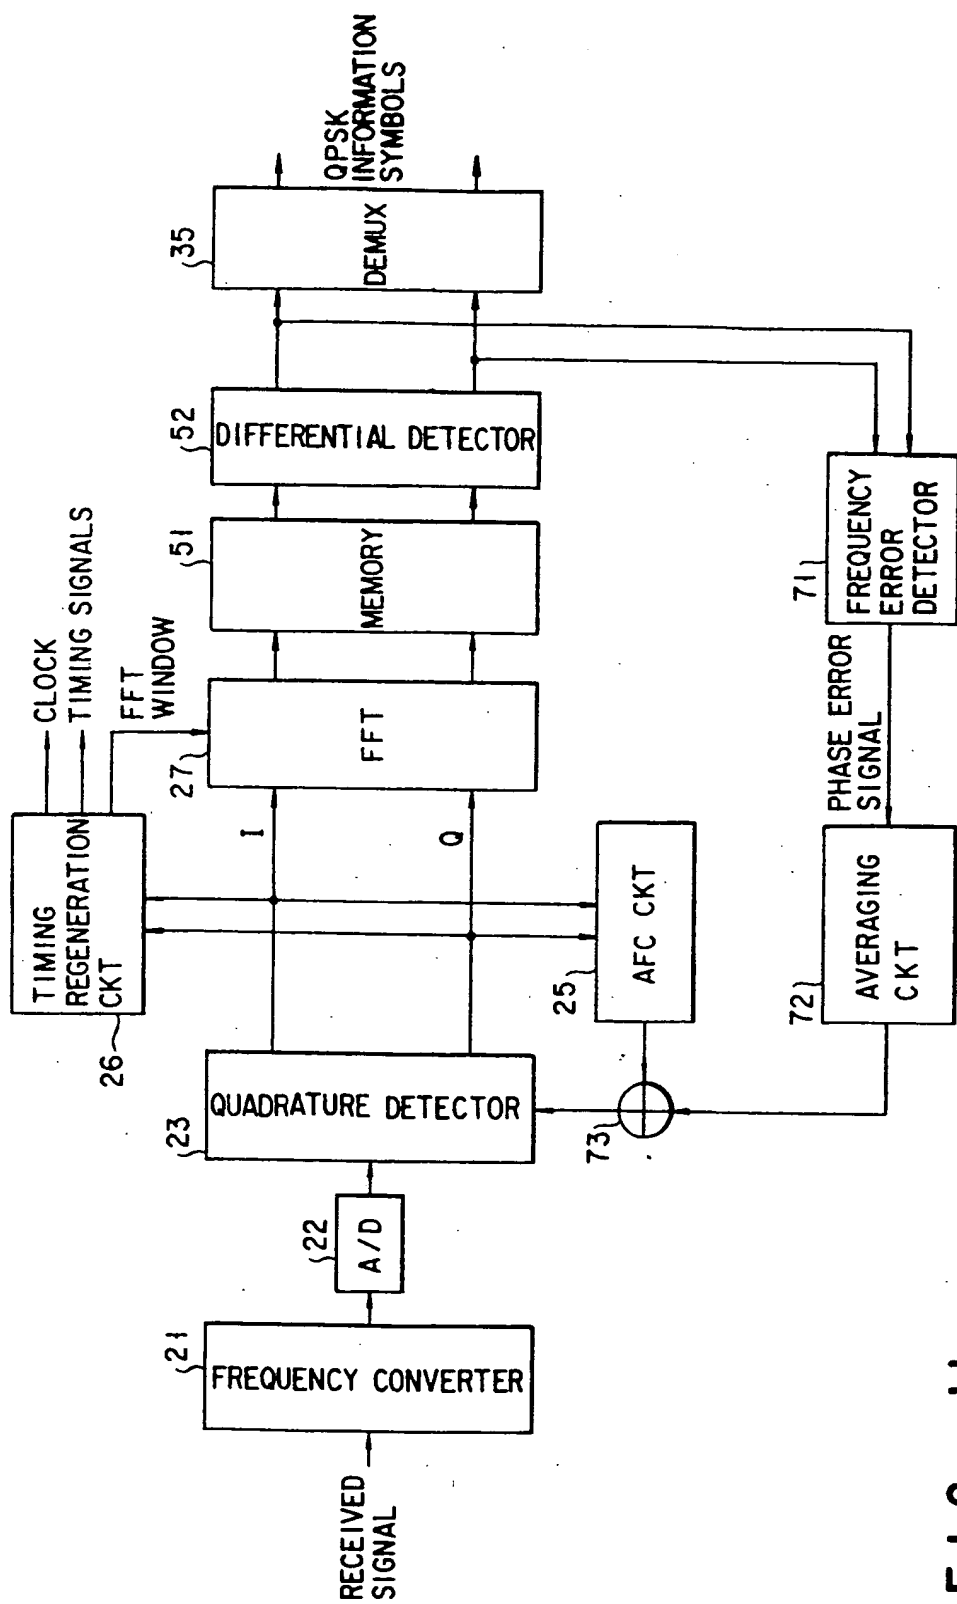 RECEIVED
SIGNAL
21
FREQUENCY CONVERTER
22
A/D
23
QUADRATURE DETECTOR
26
TIMING
REGENERATION
CKT
CLOCK
TIMING SIGNALS
FFT
WINDOW
I
Q
27
FFT
51
MEMORY
52
DIFFERENTIAL DETECTOR
35
DEMUX
QPSK
INFORMATION
SYMBOLS
25
AFC CKT
73
72
AVERAGING
CKT
PHASE ERROR
SIGNAL
71
FREQUENCY
ERROR
DETECTOR